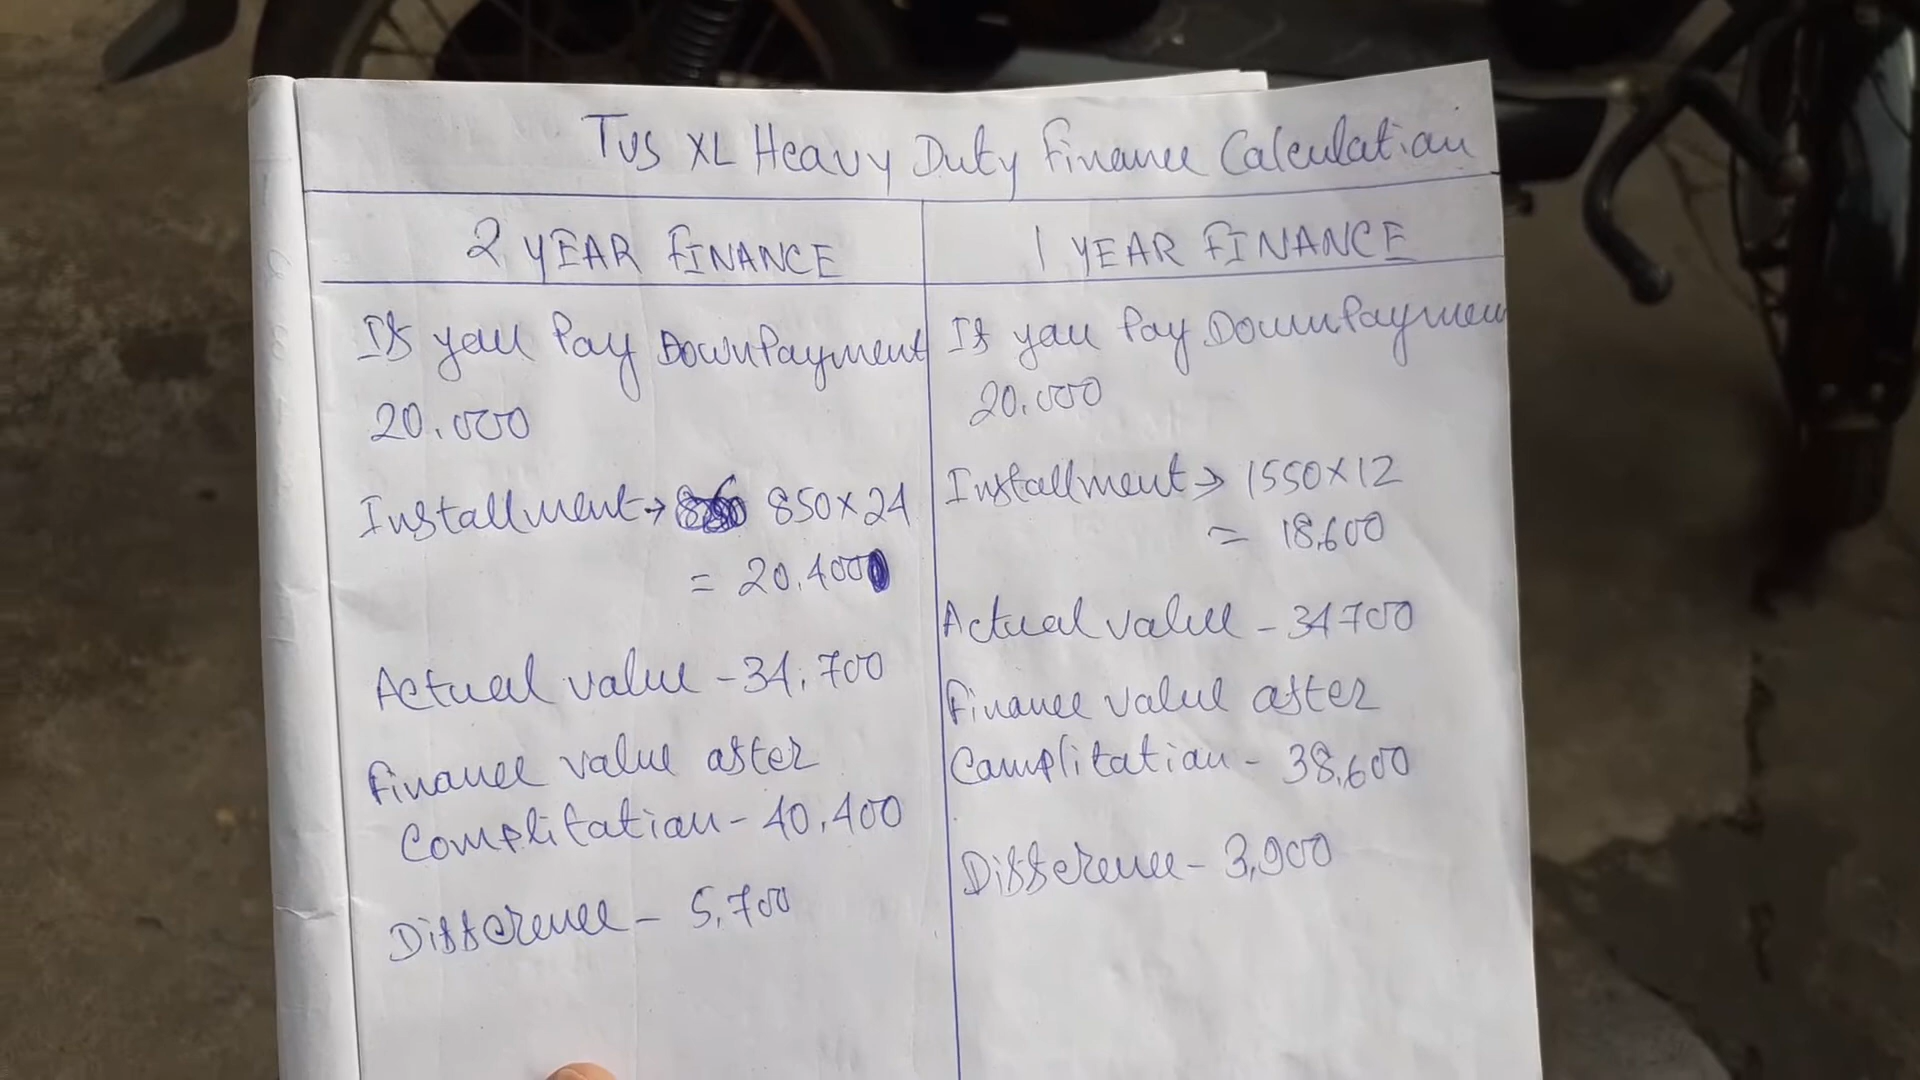 TVS XL Heavy Duty Finance Calculation
2 YEAR FINANCE
If you Pay DownPayment
20.000
Installment → 850×24
= 20.400
Actual value - 34,700
Finance value after
Complitation - 40,400
Difference - 5,700
1 YEAR FINANCE
If you Pay DownPaymen
20.000
Installment → 1550×12
= 18,600
Actual value - 34700
Finance value after
Complitation - 38,600
Difference - 3,900